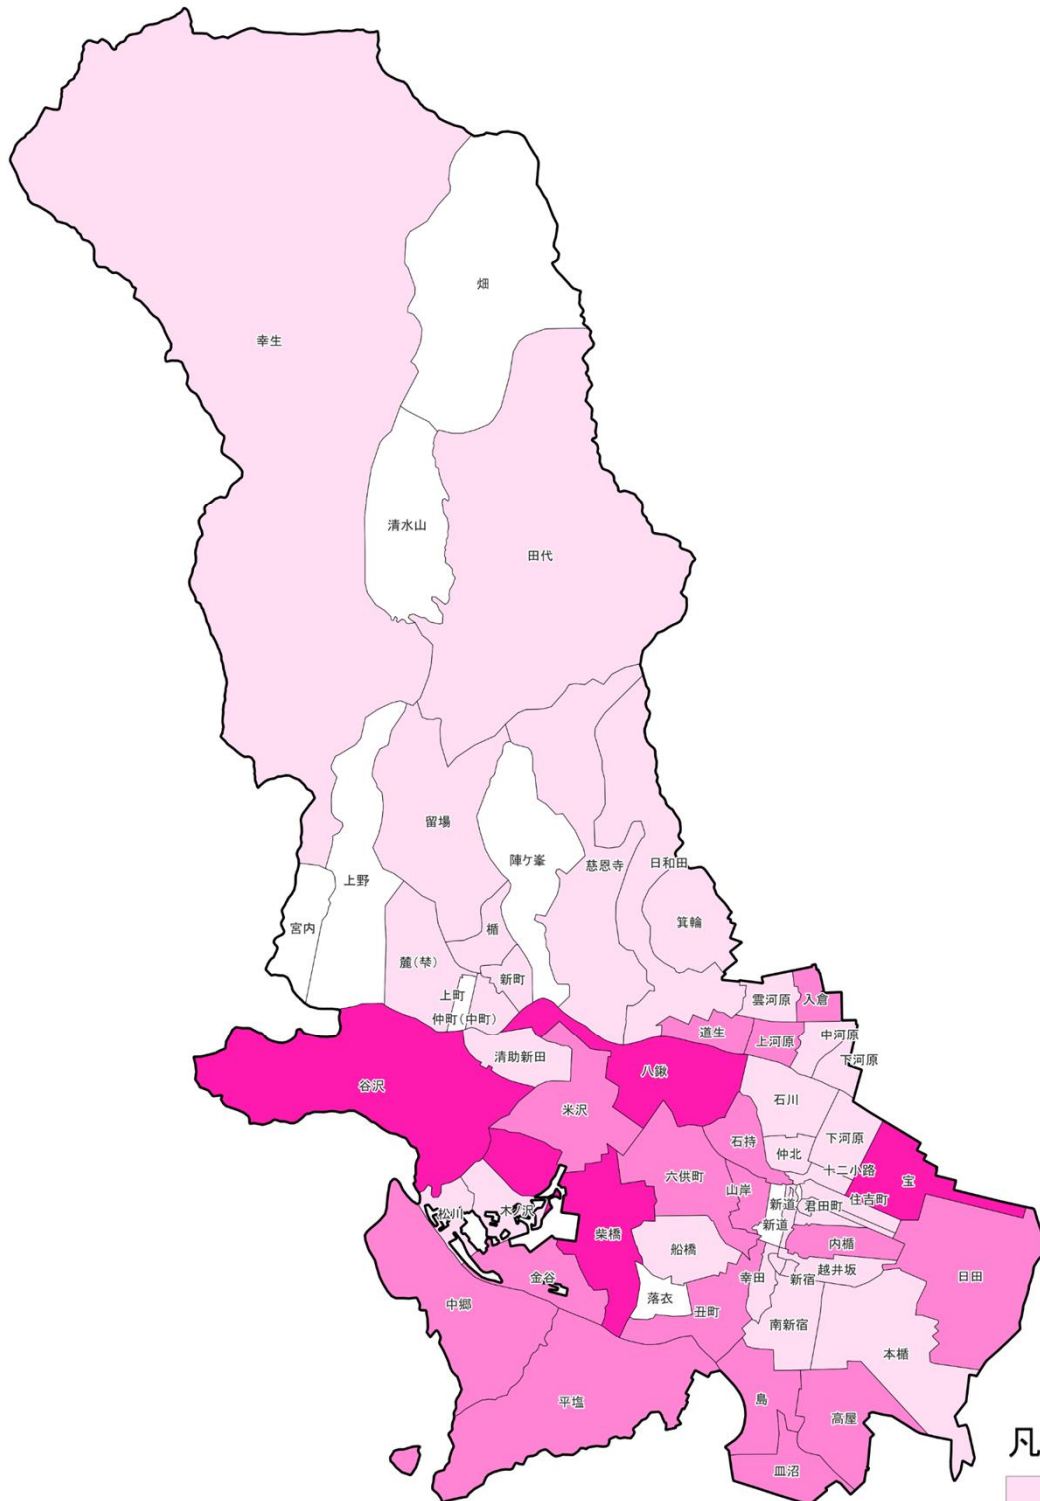 畑
幸生
清水山
田代
留場
陣ケ峯
慈恩寺
日和田
上野
箕輪
宮内
楯
麓(梺)
新町
上町
仲町(中町)
雲河原
入倉
道生
上河原
中河原
下河原
清助新田
八鍬
谷沢
石川
米沢
石持
仲北
下河原
十二小路
六供町
山岸
宝
住吉町
新道
君田町
松川
木ノ沢
柴橋
新道
内楯
船橋
越井坂
金谷
幸田
新宿
日田
落衣
丑町
中郷
南新宿
本楯
平塩
島
高屋
皿沼
凡